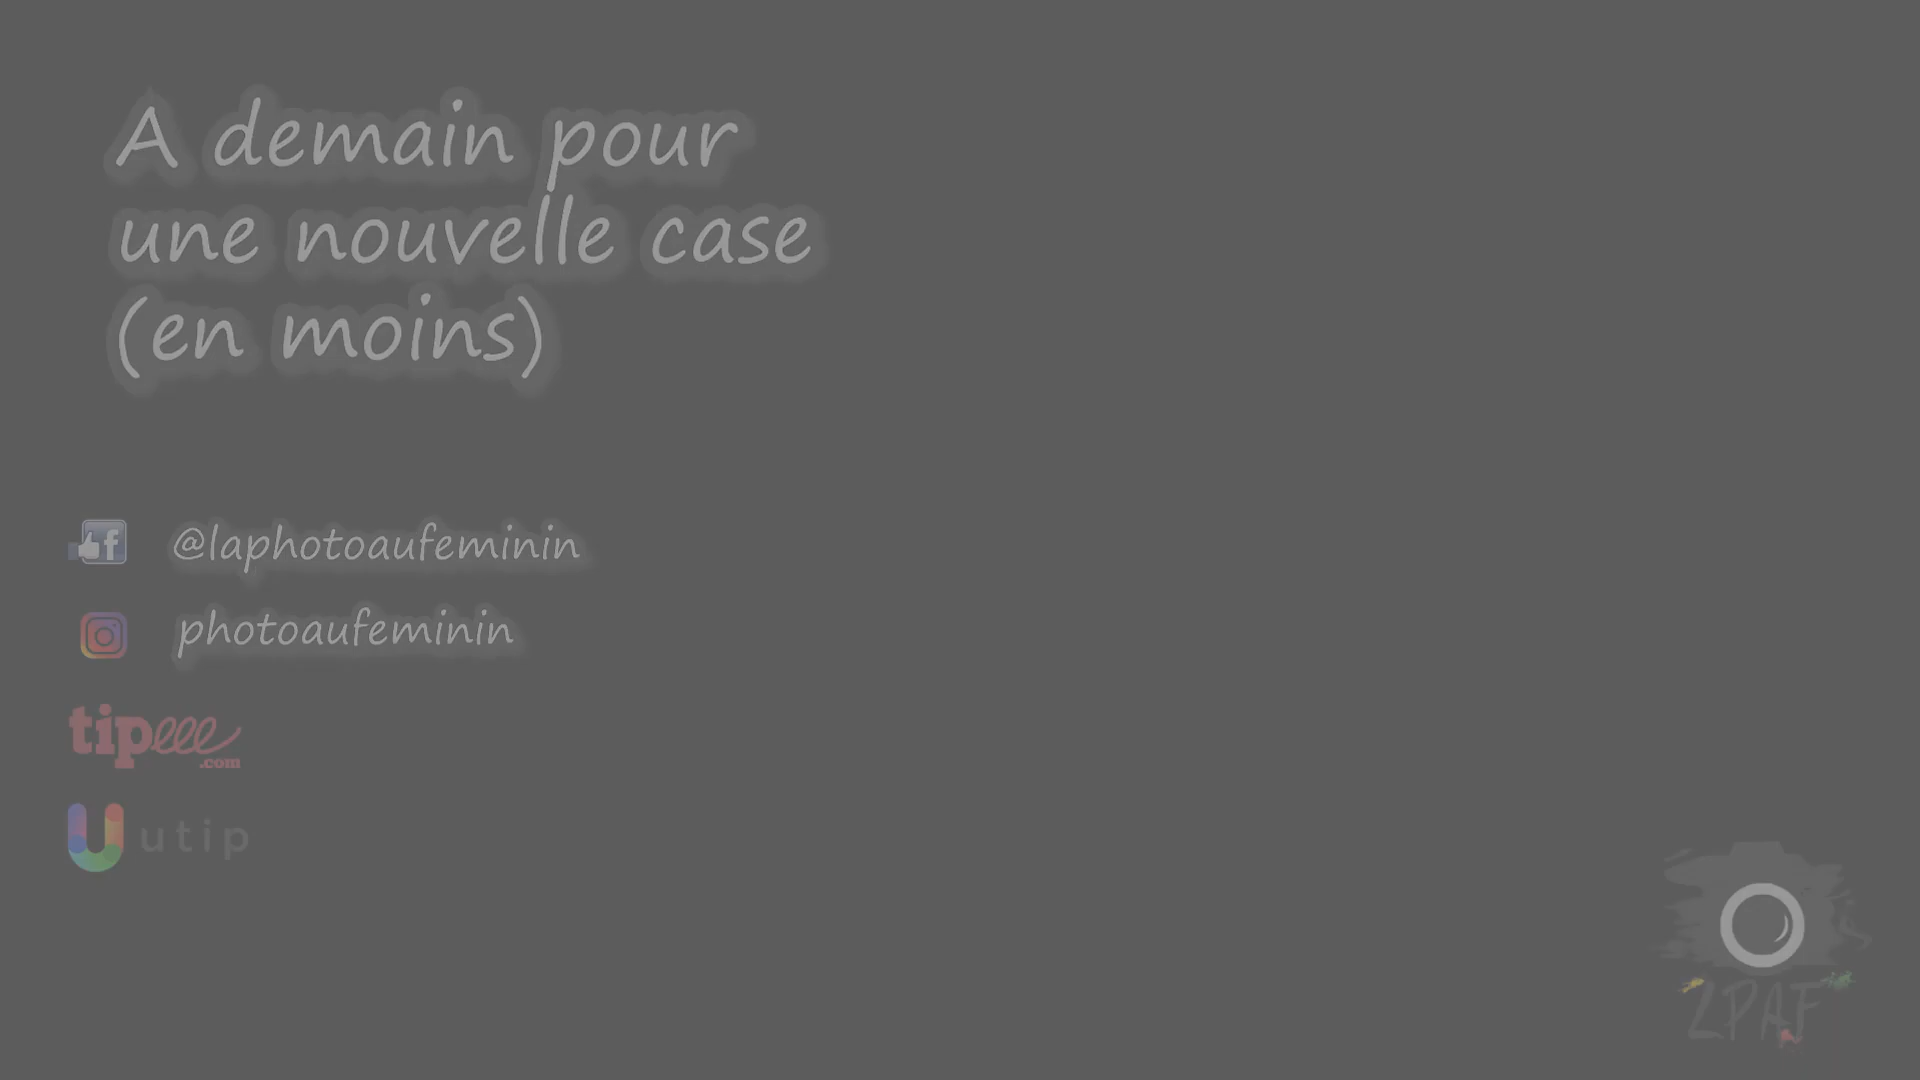 A demain pour
une nouvelle case
(en moins)
@laphotoaufeminin
photoaufeminin
tipeee
.com
utip
LPAF